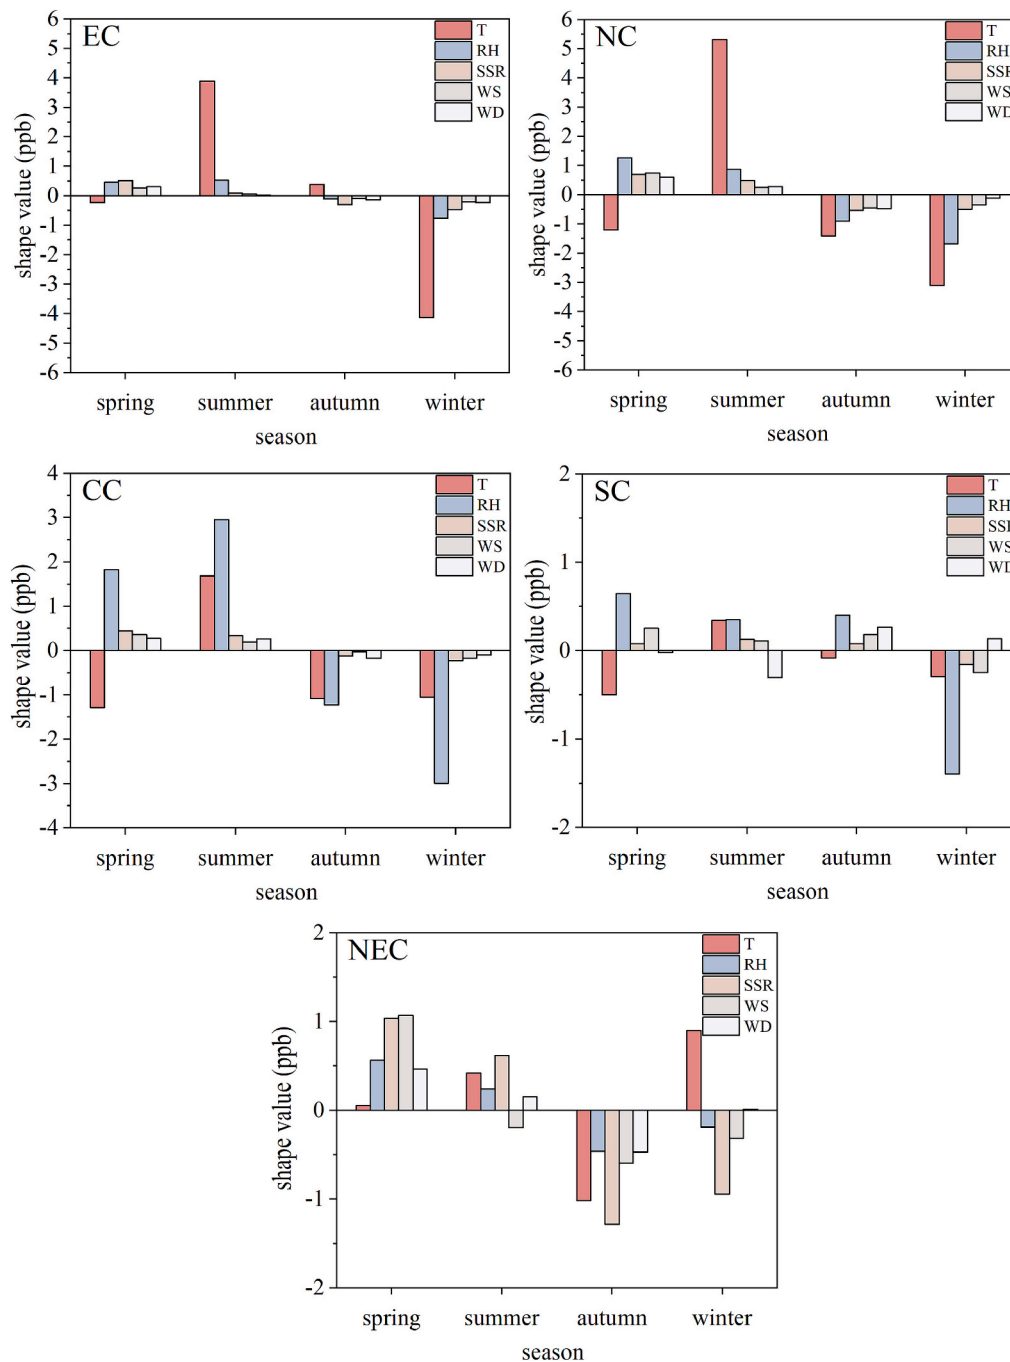 EC
T
RH
SSR
WS
WD
6
5
4
3
2
1
0
-1
-2
-3
-4
-5
-6
shape value (ppb)
spring summer autumn winter
season
NC
T
RH
SSR
WS
WD
6
5
4
3
2
1
0
-1
-2
-3
-4
-5
-6
shape value (ppb)
spring summer autumn winter
season
CC
T
RH
SSR
WS
WD
4
3
2
1
0
-1
-2
-3
-4
shape value (ppb)
spring summer autumn winter
season
SC
T
RH
SSR
WS
WD
2
1
0
-1
-2
shape value (ppb)
spring summer autumn winter
season
NEC
T
RH
SSR
WS
WD
2
1
0
-1
-2
shape value (ppb)
spring summer autumn winter
season